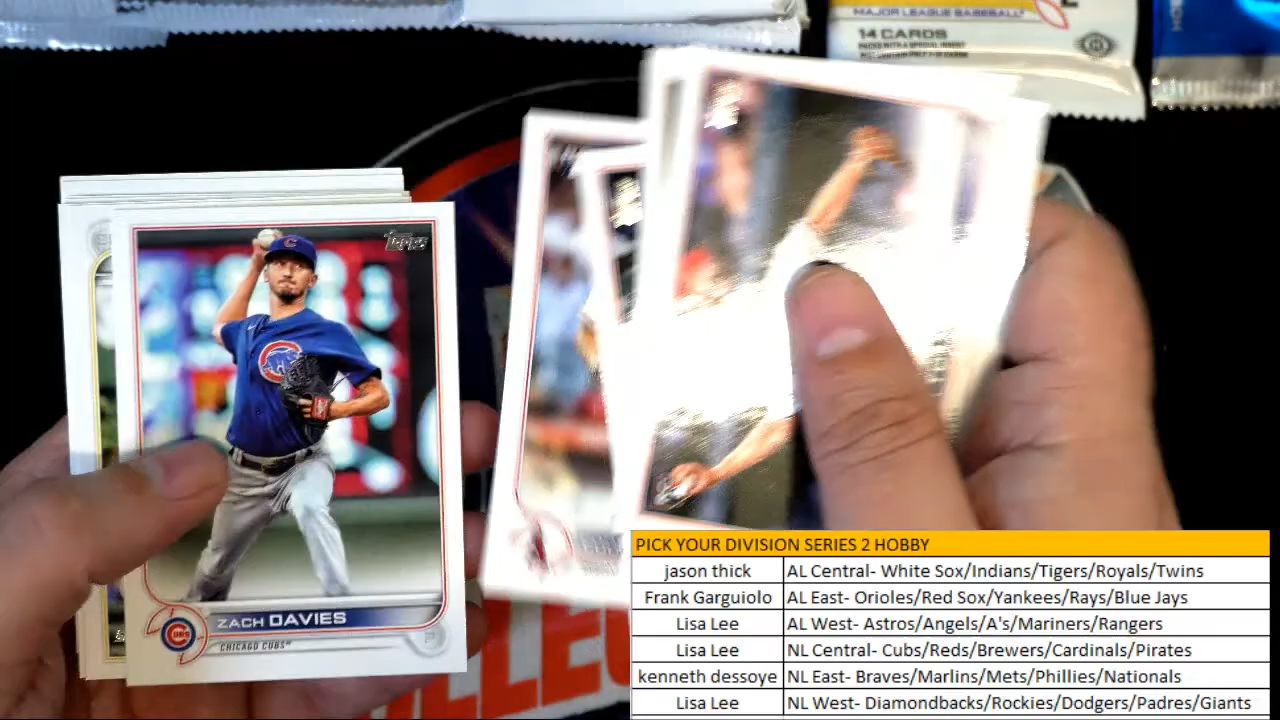 MAJOR LEAGUE BASEBALL
14 CARDS
Topps
C
ZACH DAVIES
CUBS
CHICAGO CUBS
PICK YOUR DIVISION SERIES 2 HOBBY
jason thick AL Central- White Sox/Indians/Tigers/Royals/Twins
Frank Garguiolo AL East- Orioles/Red Sox/Yankees/Rays/Blue Jays
Lisa Lee AL West- Astros/Angels/A's/Mariners/Rangers
Lisa Lee NL Central- Cubs/Reds/Brewers/Cardinals/Pirates
kenneth dessoye NL East- Braves/Marlins/Mets/Phillies/Nationals
Lisa Lee NL West- Diamondbacks/Rockies/Dodgers/Padres/Giants